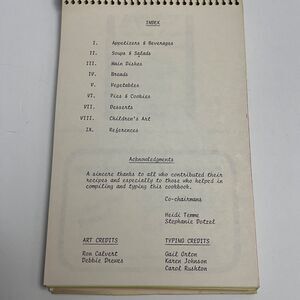 INDEX
I. Appetizers & Beverages
II. Soups & Salads
III. Main Dishes
IV. Breads
V. Vegetables
VI. Pies & Cookies
VII. Desserts
VIII. Children's Art
IX. References
Acknowledgments
A sincere thanks to all who contributed their
recipes and especially to those who helped in
compiling and typing this cookbook.
Co-chairmans
Heidi Temme
Stephanie Dotzel
ART CREDITS TYPING CREDITS
Ron Calvert Gail Orton
Debbie Drewes Karen Johnson
Carol Rushton